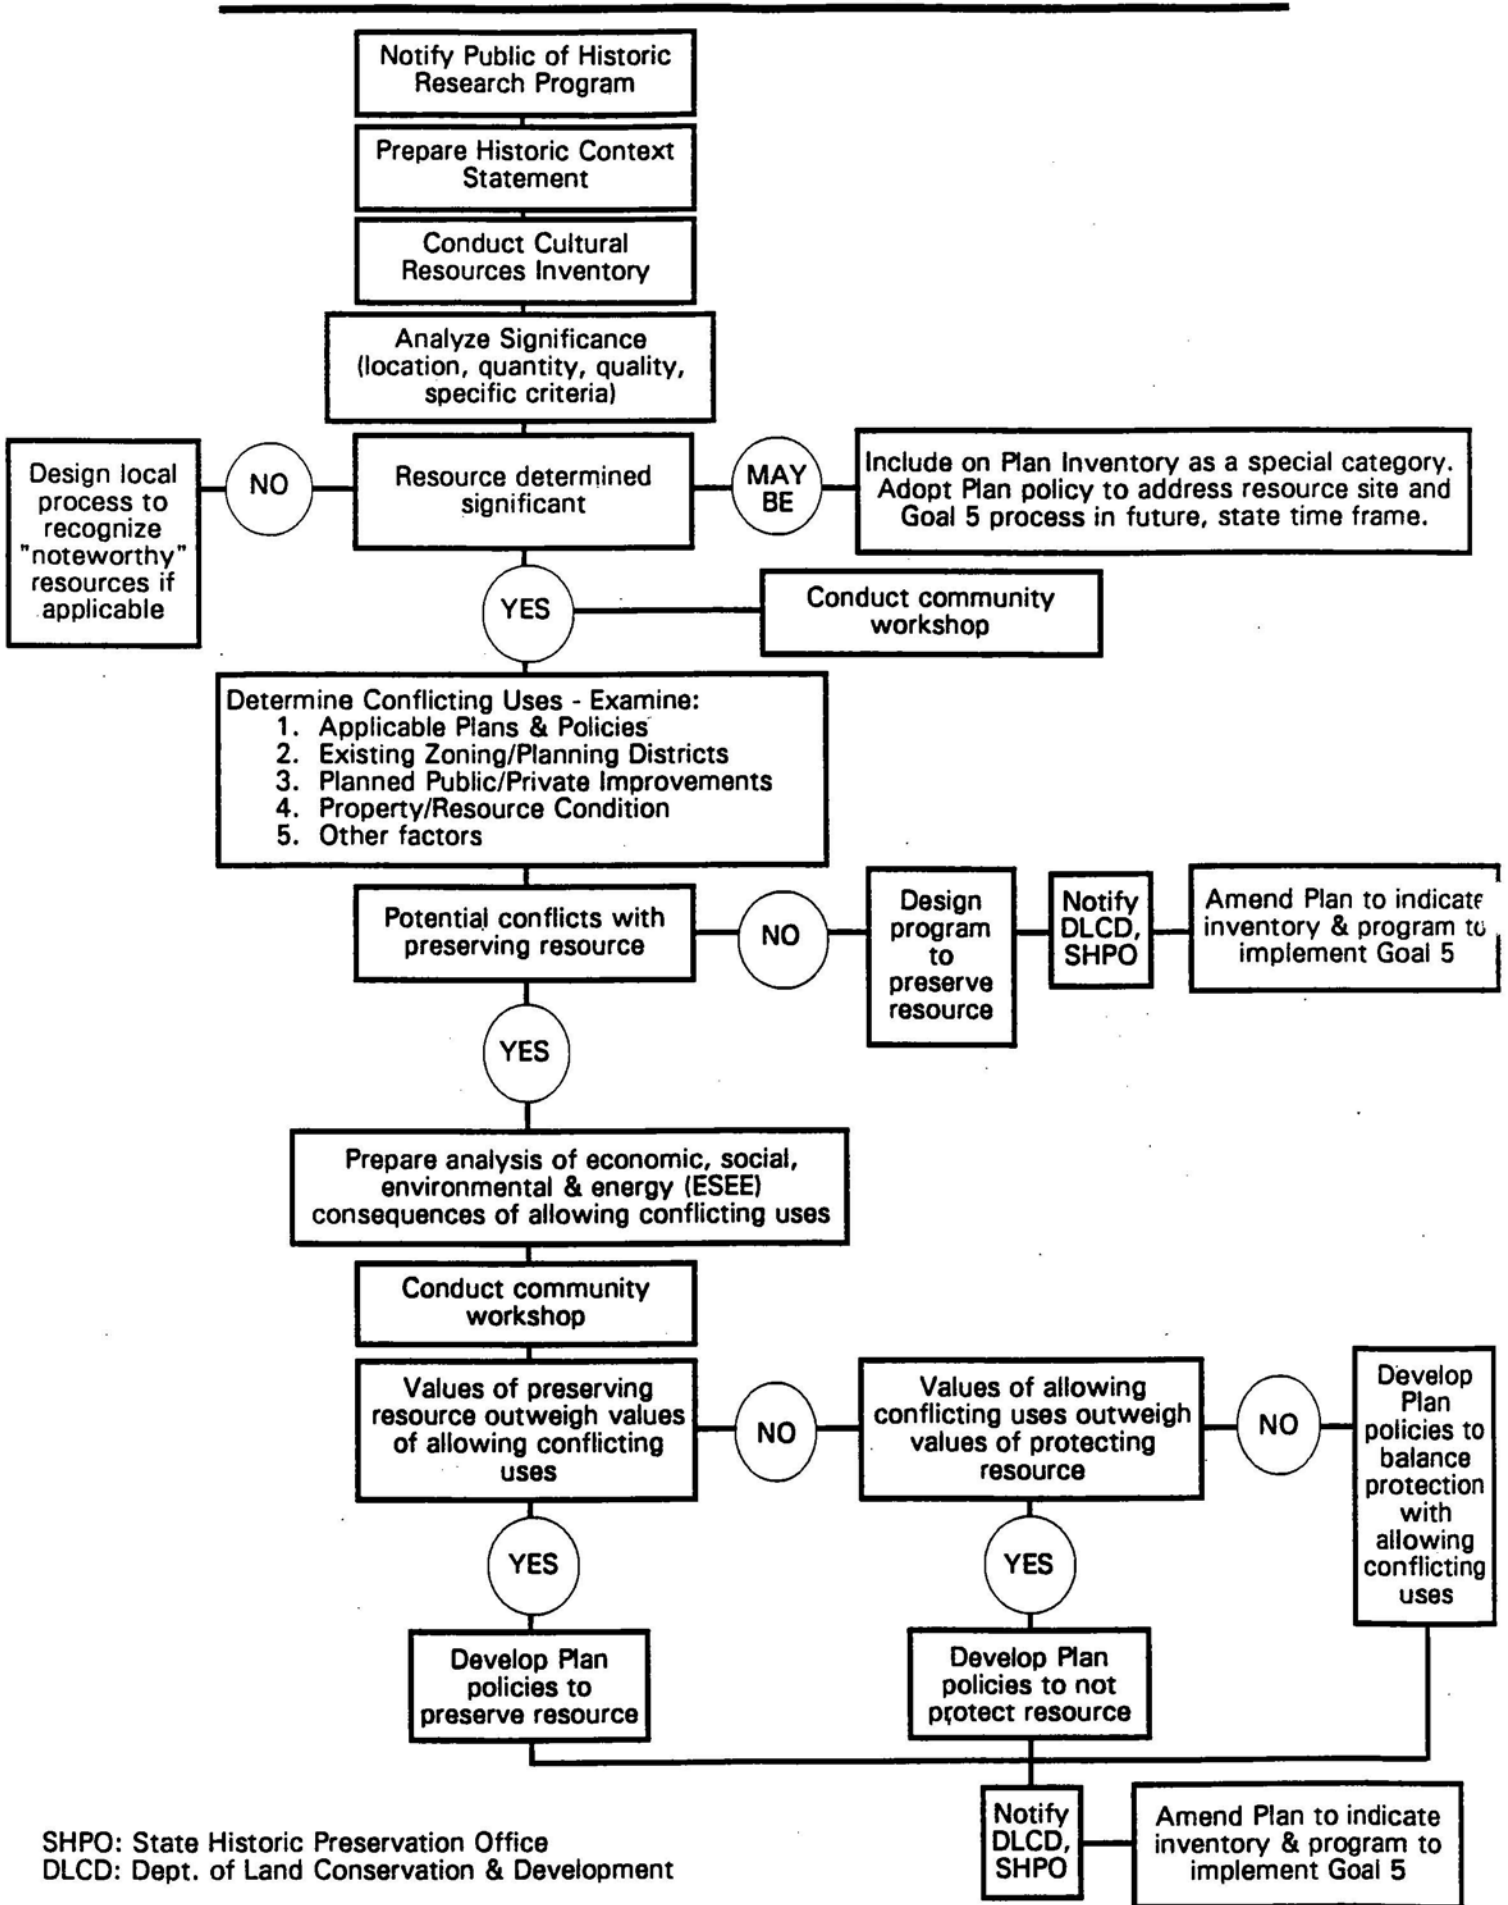 Notify Public of Historic
Research Program
Prepare Historic Context
Statement
Conduct Cultural
Resources Inventory
Analyze Significance
(location, quantity, quality,
specific criteria)
Design local
process to
recognize
"noteworthy"
resources if
applicable
NO
Resource determined
significant
MAY
BE
Include on Plan Inventory as a special category.
Adopt Plan policy to address resource site and
Goal 5 process in future, state time frame.
YES
Conduct community
workshop
Determine Conflicting Uses - Examine:
1. Applicable Plans & Policies
2. Existing Zoning/Planning Districts
3. Planned Public/Private Improvements
4. Property/Resource Condition
5. Other factors
Potential conflicts with
preserving resource
NO
Design
program
to
preserve
resource
Notify
DLCD,
SHPO
Amend Plan to indicate
inventory & program to
implement Goal 5
YES
Prepare analysis of economic, social,
environmental & energy (ESEE)
consequences of allowing conflicting uses
Conduct community
workshop
Values of preserving
resource outweigh values
of allowing conflicting
uses
NO
Values of allowing
conflicting uses outweigh
values of protecting
resource
NO
Develop
Plan
policies to
balance
protection
with
allowing
conflicting
uses
YES
YES
Develop Plan
policies to
preserve resource
Develop Plan
policies to not
protect resource
Notify
DLCD,
SHPO
Amend Plan to indicate
inventory & program to
implement Goal 5
SHPO: State Historic Preservation Office
DLCD: Dept. of Land Conservation & Development